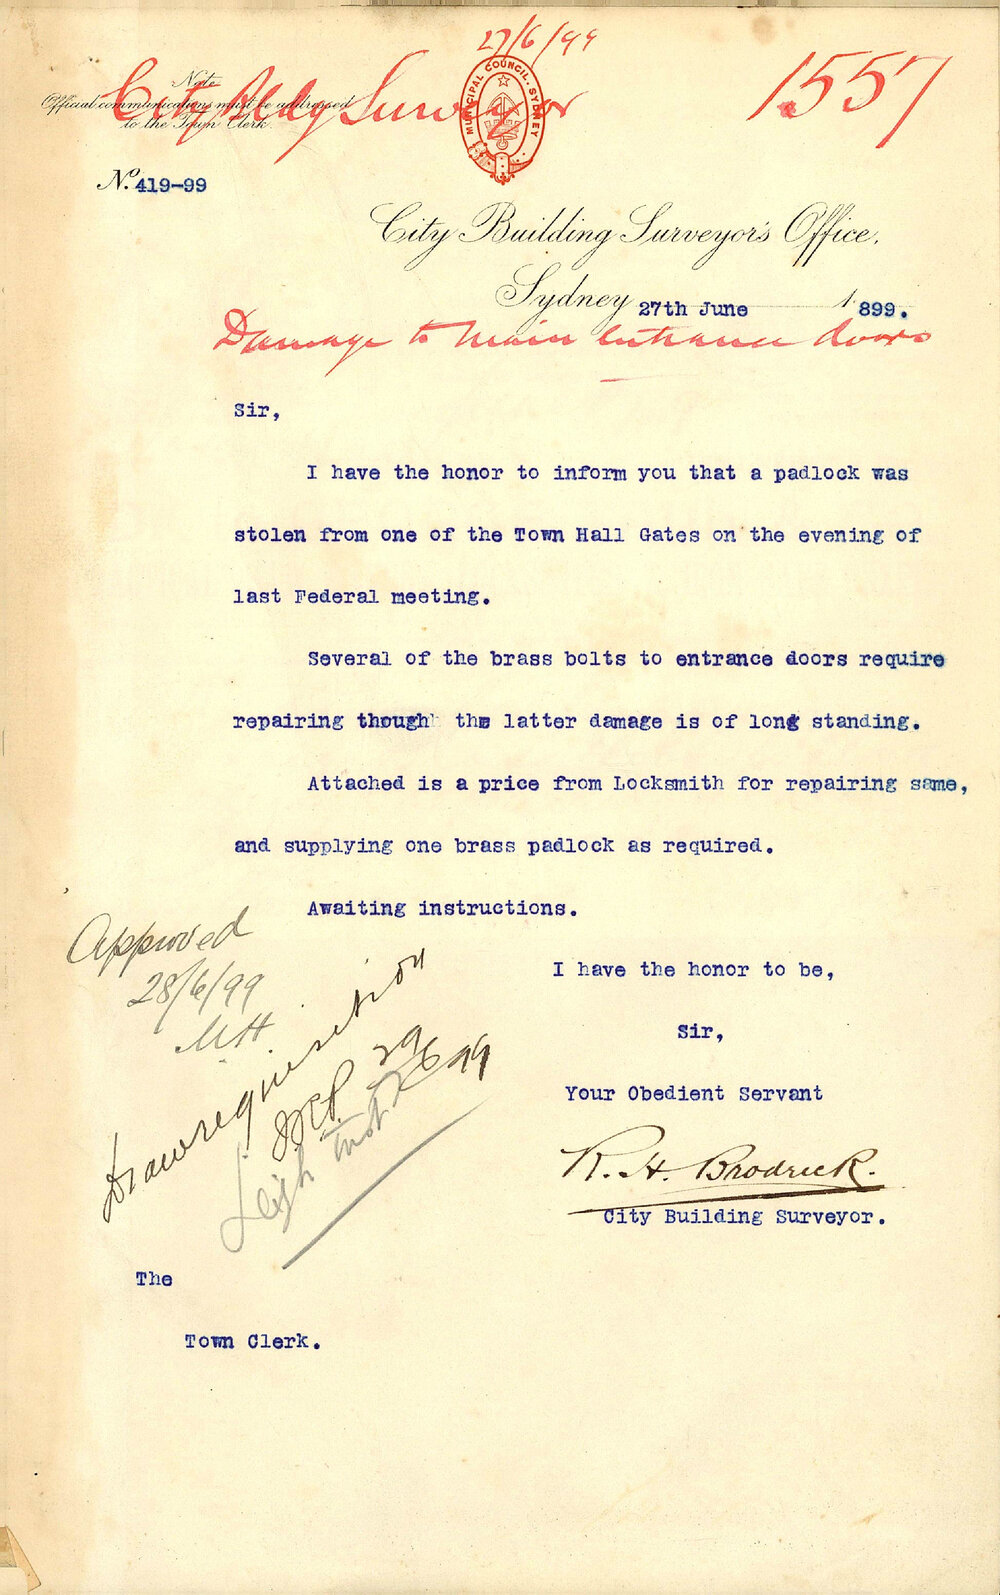 27/6/99
City Bldg Surveyor
1557
Note
Official communications must be addressed
to the Town Clerk.
MUNICIPAL COUNCIL. SYDNEY
No. 419-99
City Building Surveyor's Office,
Sydney 27th June 1899.
Damage to main entrance doors
Sir,
I have the honor to inform you that a padlock was
stolen from one of the Town Hall Gates on the evening of
last Federal meeting.
Several of the brass bolts to entrance doors require
repairing though the latter damage is of long standing.
Attached is a price from Locksmith for repairing same,
and supplying one brass padlock as required.
Awaiting instructions.
I have the honor to be,
Sir,
Your Obedient Servant
R. H. Brodrick.
City Building Surveyor.
Approved
28/6/99
MH
Draw requisition
29
6 99
Leigh
The
Town Clerk.